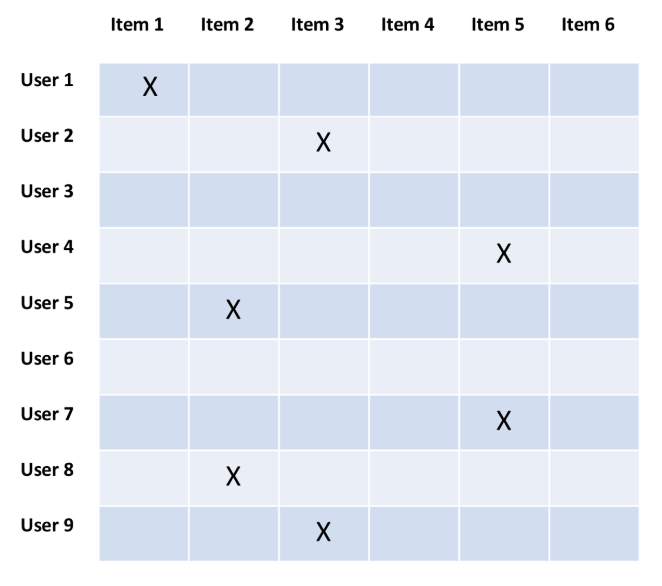 Item 1 Item 2 Item 3 Item 4 Item 5 Item 6
User 1 X
User 2 X
User 3
User 4 X
User 5 X
User 6
User 7 X
User 8 X
User 9 X